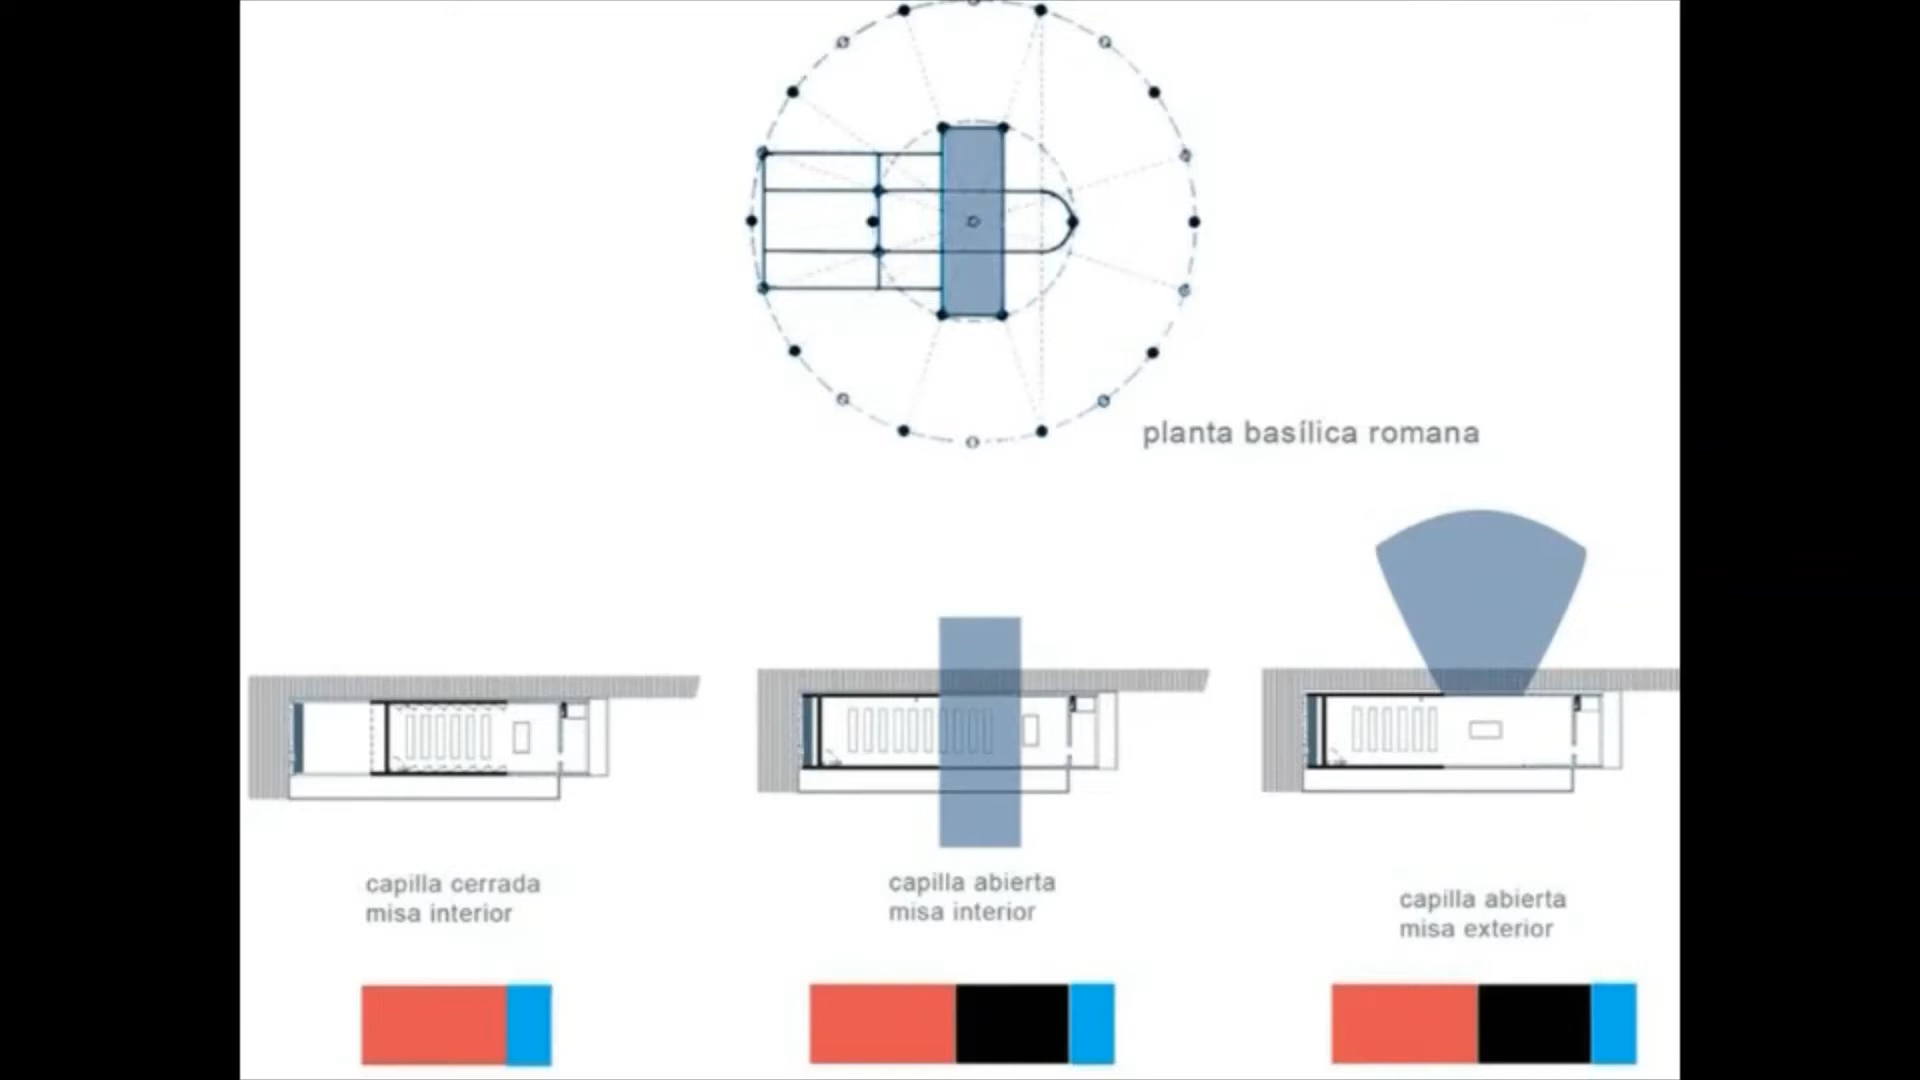 planta basílica romana
capilla cerrada
misa interior
capilla abierta
misa interior
capilla abierta
misa exterior